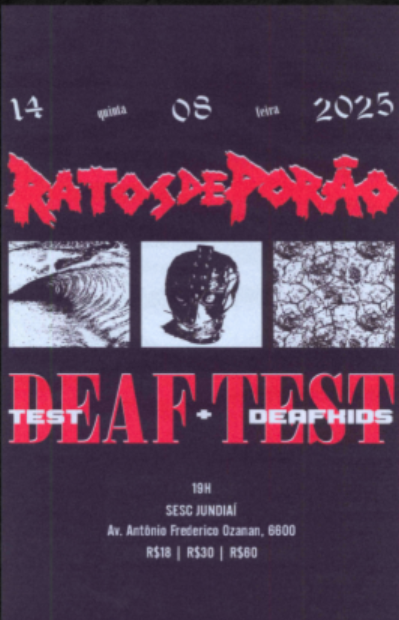 14 quinta 08 feira 2025
RATOS DE PORÃO
DEAF TEST
TEST + DEAFKIDS
19H
SESC JUNDIAÍ
Av. Antônio Frederico Ozanan, 6600
R$18 | R$30 | R$60